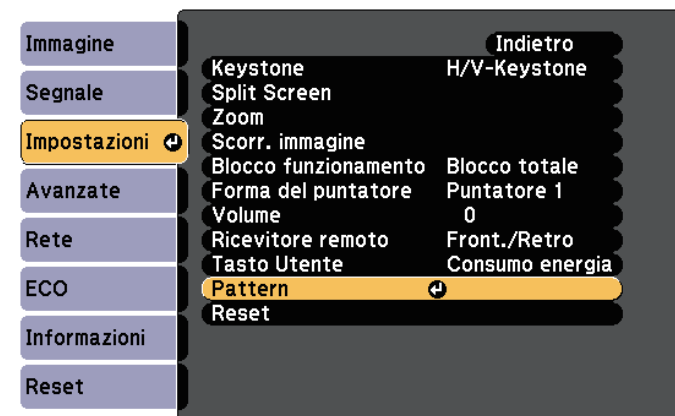 Immagine
Segnale
Impostazioni
Avanzate
Rete
ECO
Informazioni
Reset
Indietro
Keystone H/V-Keystone
Split Screen
Zoom
Scorr. immagine
Blocco funzionamento Blocco totale
Forma del puntatore Puntatore 1
Volume 0
Ricevitore remoto Front./Retro
Tasto Utente Consumo energia
Pattern
Reset